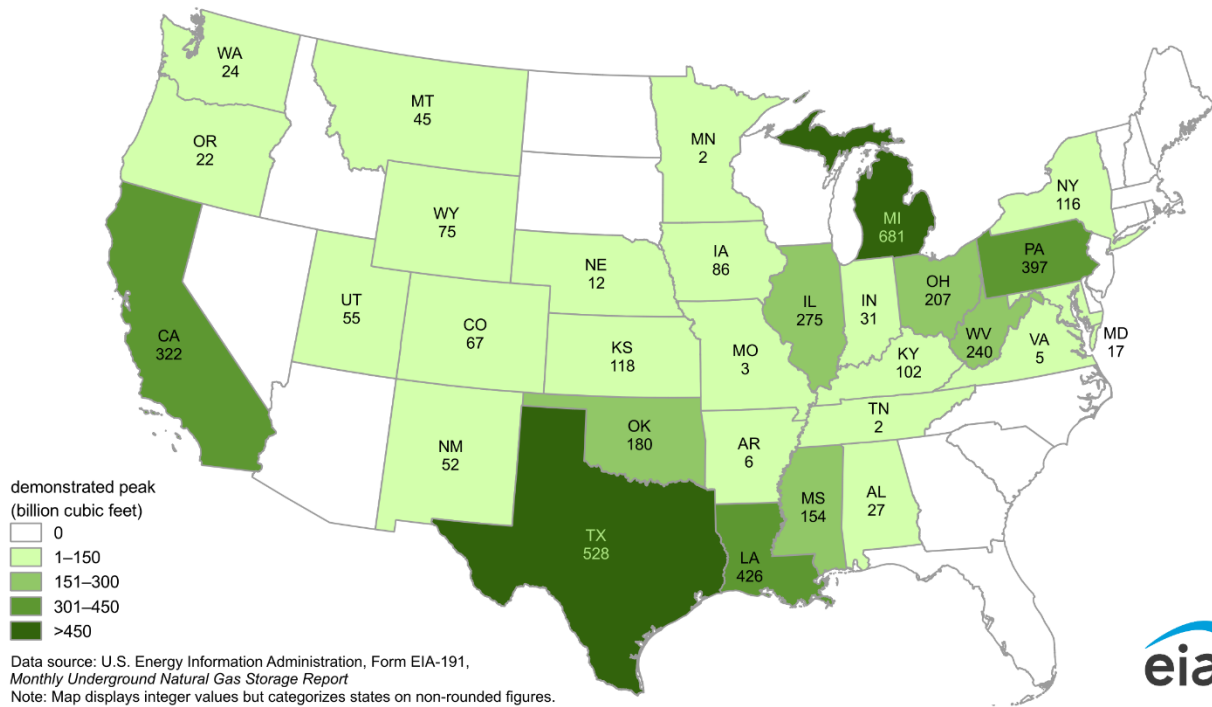 WA
24
MT
45
OR
22
MN
2
NY
116
WY
75
MI
681
IA
86
PA
397
NE
12
OH
207
IL
275
IN
31
UT
55
CO
67
CA
322
WV
240
VA
5
MD
17
KS
118
MO
3
KY
102
TN
2
OK
180
NM
52
AR
6
MS
154
AL
27
TX
528
LA
426
demonstrated peak
(billion cubic feet)
0
1–150
151–300
301–450
>450
Data source: U.S. Energy Information Administration, Form EIA-191,
Monthly Underground Natural Gas Storage Report
Note: Map displays integer values but categorizes states on non-rounded figures.
eia